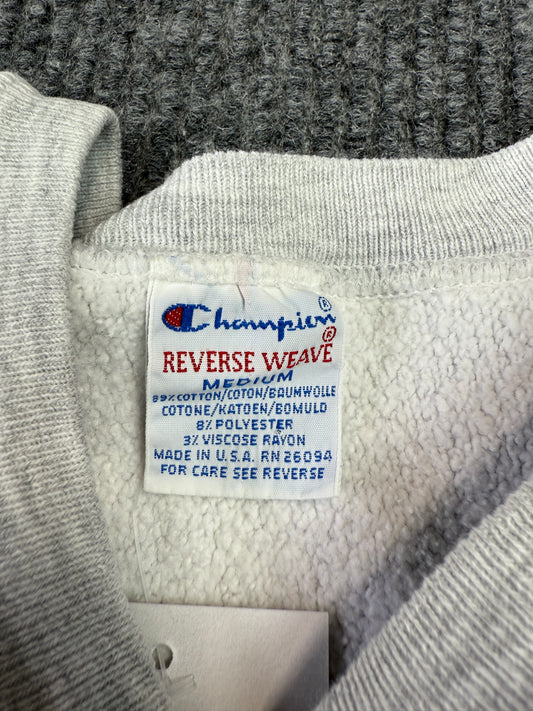 Champion®
REVERSE WEAVE®
MEDIUM
89% COTTON/COTON/BAUMWOLLE
COTONE/KATOEN/BOMULD
8% POLYESTER
3% VISCOSE RAYON
MADE IN U.S.A. RN 26094
FOR CARE SEE REVERSE